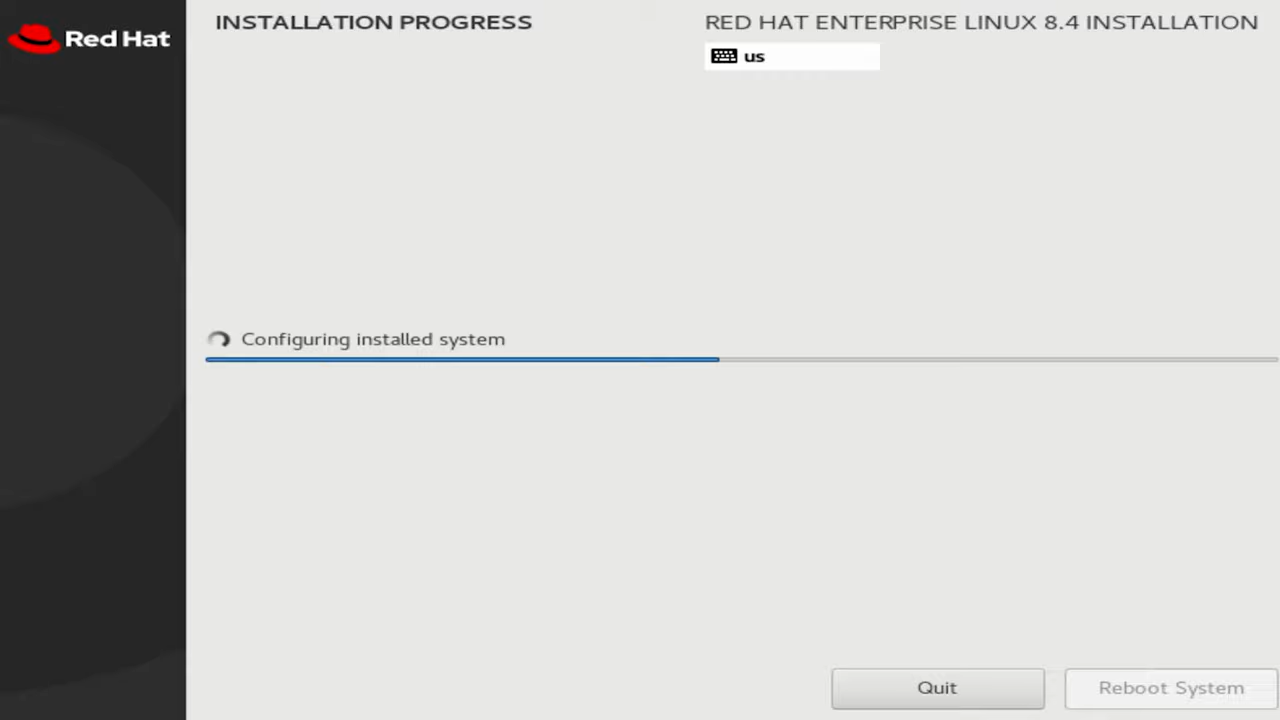 Red Hat
INSTALLATION PROGRESS
RED HAT ENTERPRISE LINUX 8.4 INSTALLATION
us
Configuring installed system
Quit
Reboot System